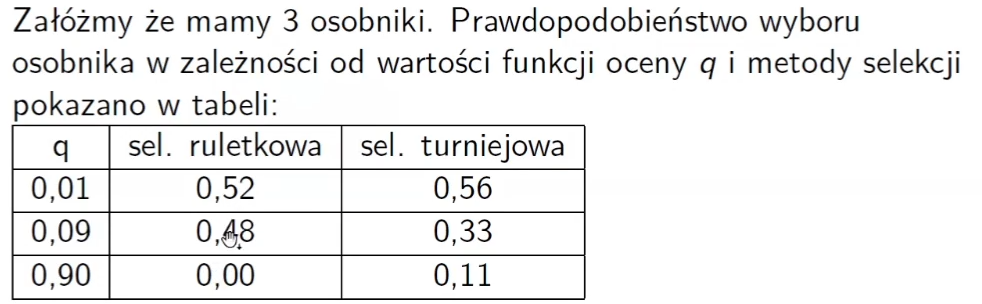 Załóżmy że mamy 3 osobniki. Prawdopodobieństwo wyboru
osobnika w zależności od wartości funkcji oceny q i metody selekcji
pokazano w tabeli:
q sel. ruletkowa sel. turniejowa
0,01 0,52 0,56
0,09 0,48 0,33
0,90 0,00 0,11